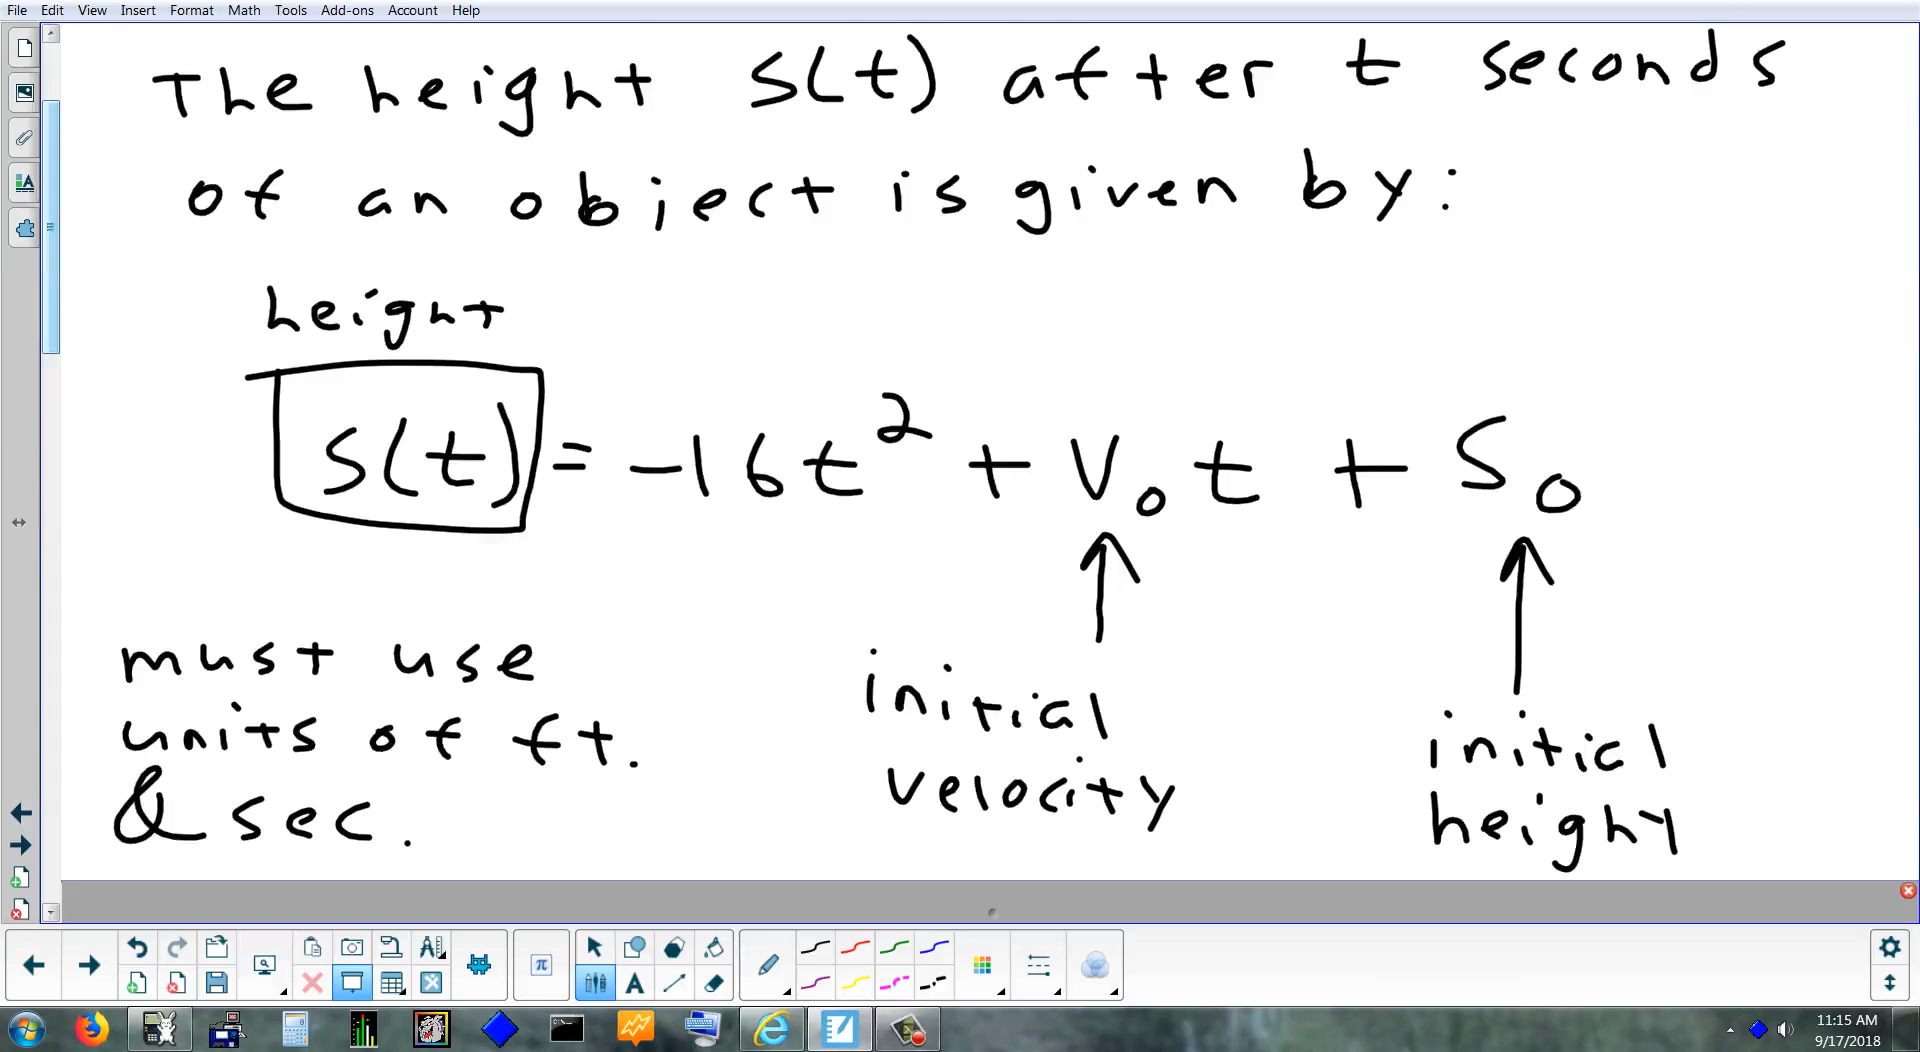 File Edit View Insert Format Math Tools Add-ons Account Help
The height S(t) after t seconds
of an object is given by:
height
S(t) = -16t² + V₀t + S₀
must use
units of ft.
& sec.
initial
velocity
initial
heighy
A
π
A
11:15 AM
9/17/2018